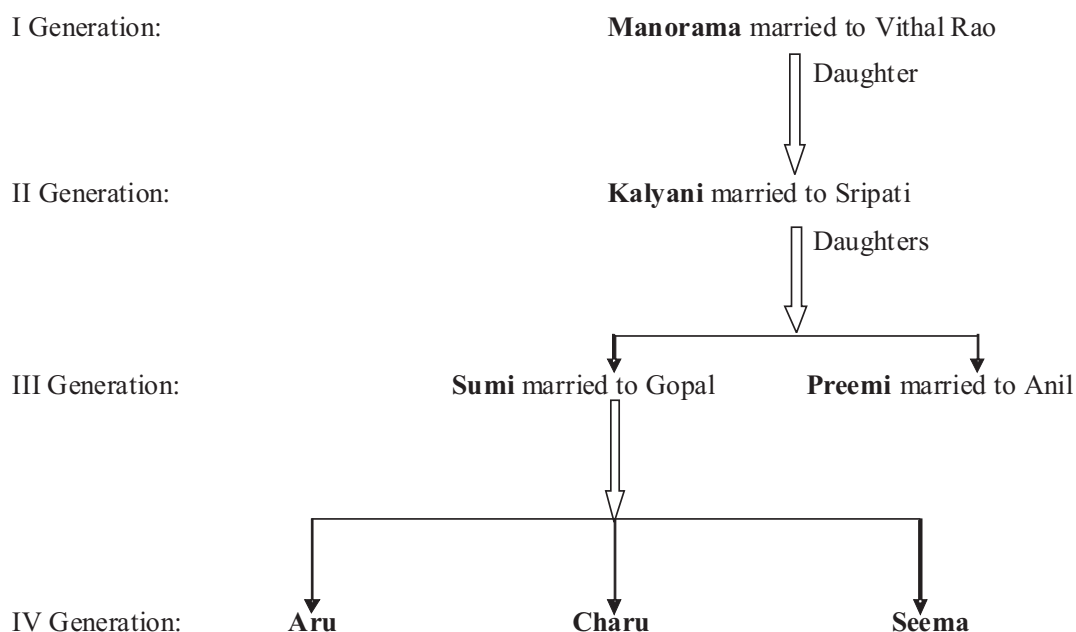 I Generation: Manorama married to Vithal Rao
Daughter
II Generation: Kalyani married to Sripati
Daughters
III Generation: Sumi married to Gopal Preemi married to Anil
IV Generation: Aru Charu Seema